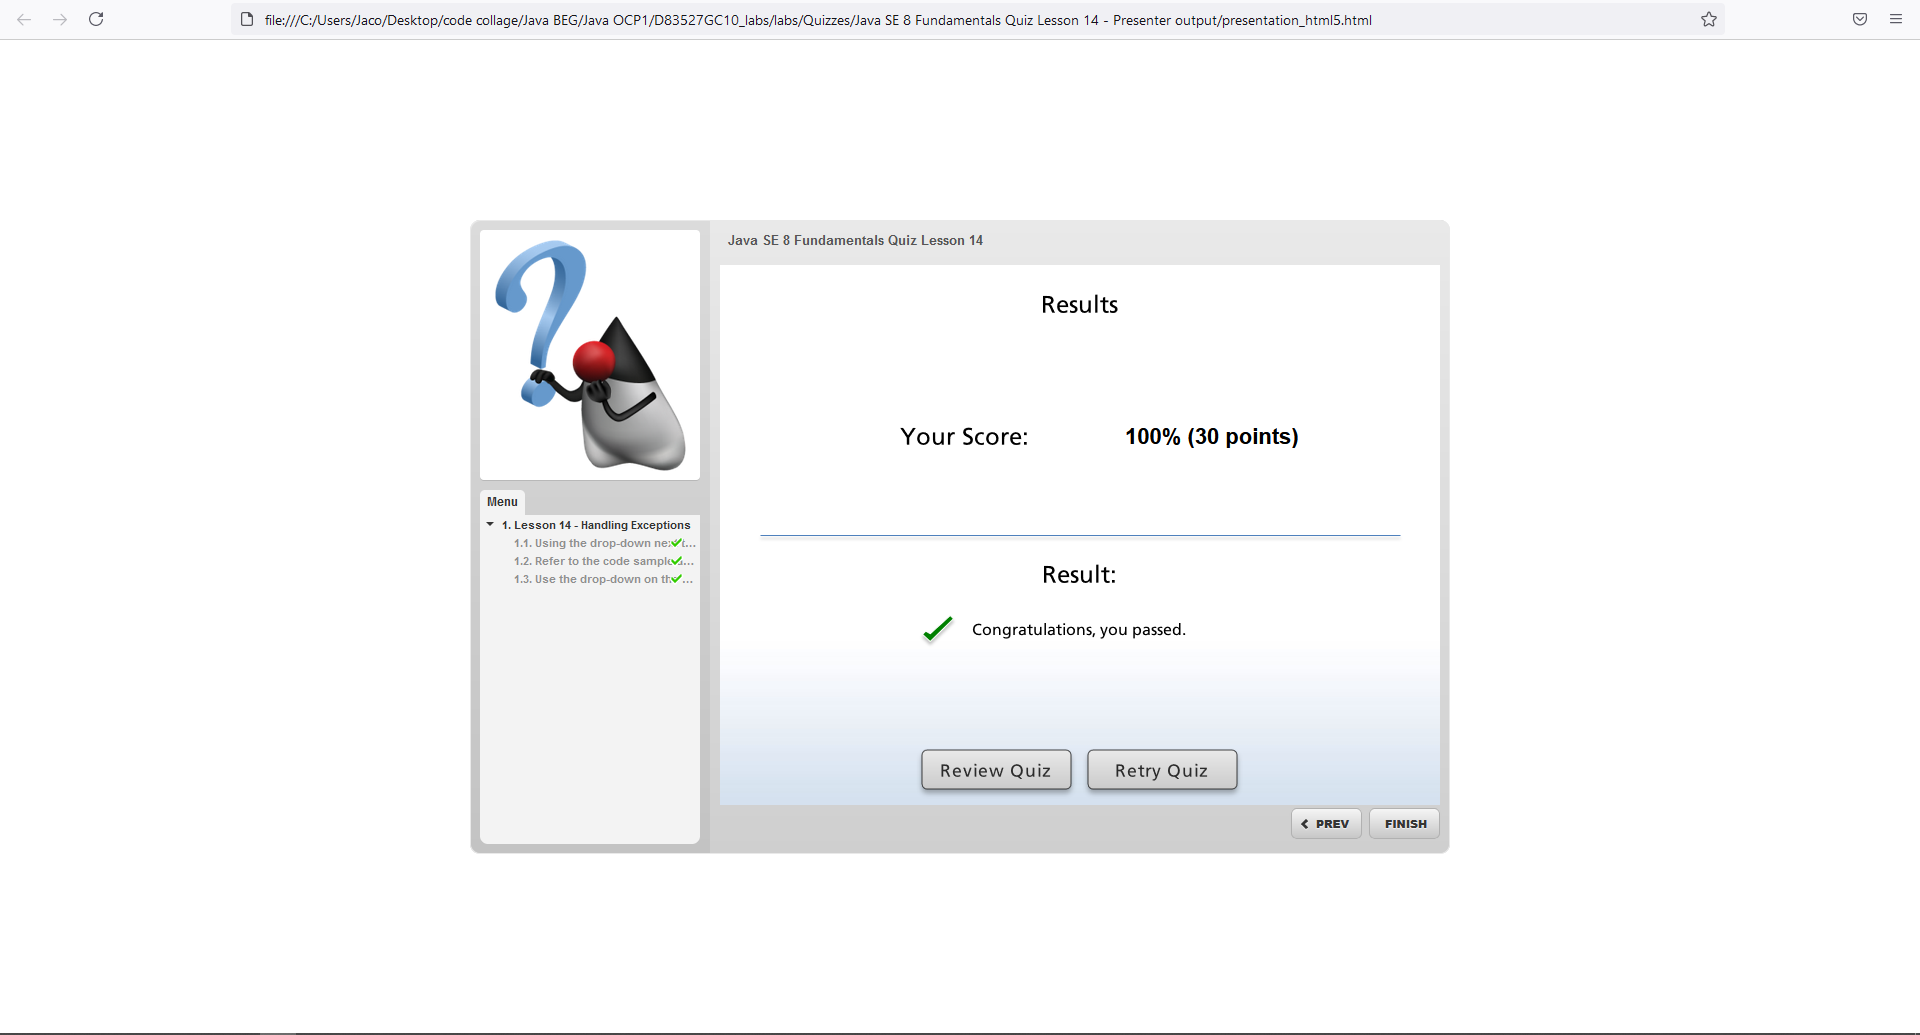 file:///C:/Users/Jaco/Desktop/code collage/Java BEG/Java OCP1/D83527GC10_labs/labs/Quizzes/Java SE 8 Fundamentals Quiz Lesson 14 - Presenter output/presentation_html5.html
Java SE 8 Fundamentals Quiz Lesson 14
Results
Your Score: 100% (30 points)
Result:
Congratulations, you passed.
Review Quiz Retry Quiz
PREV FINISH
Menu
1. Lesson 14 - Handling Exceptions
1.1. Using the drop-down ...
1.2. Refer to the code ...
1.3. Use the drop-down on ...